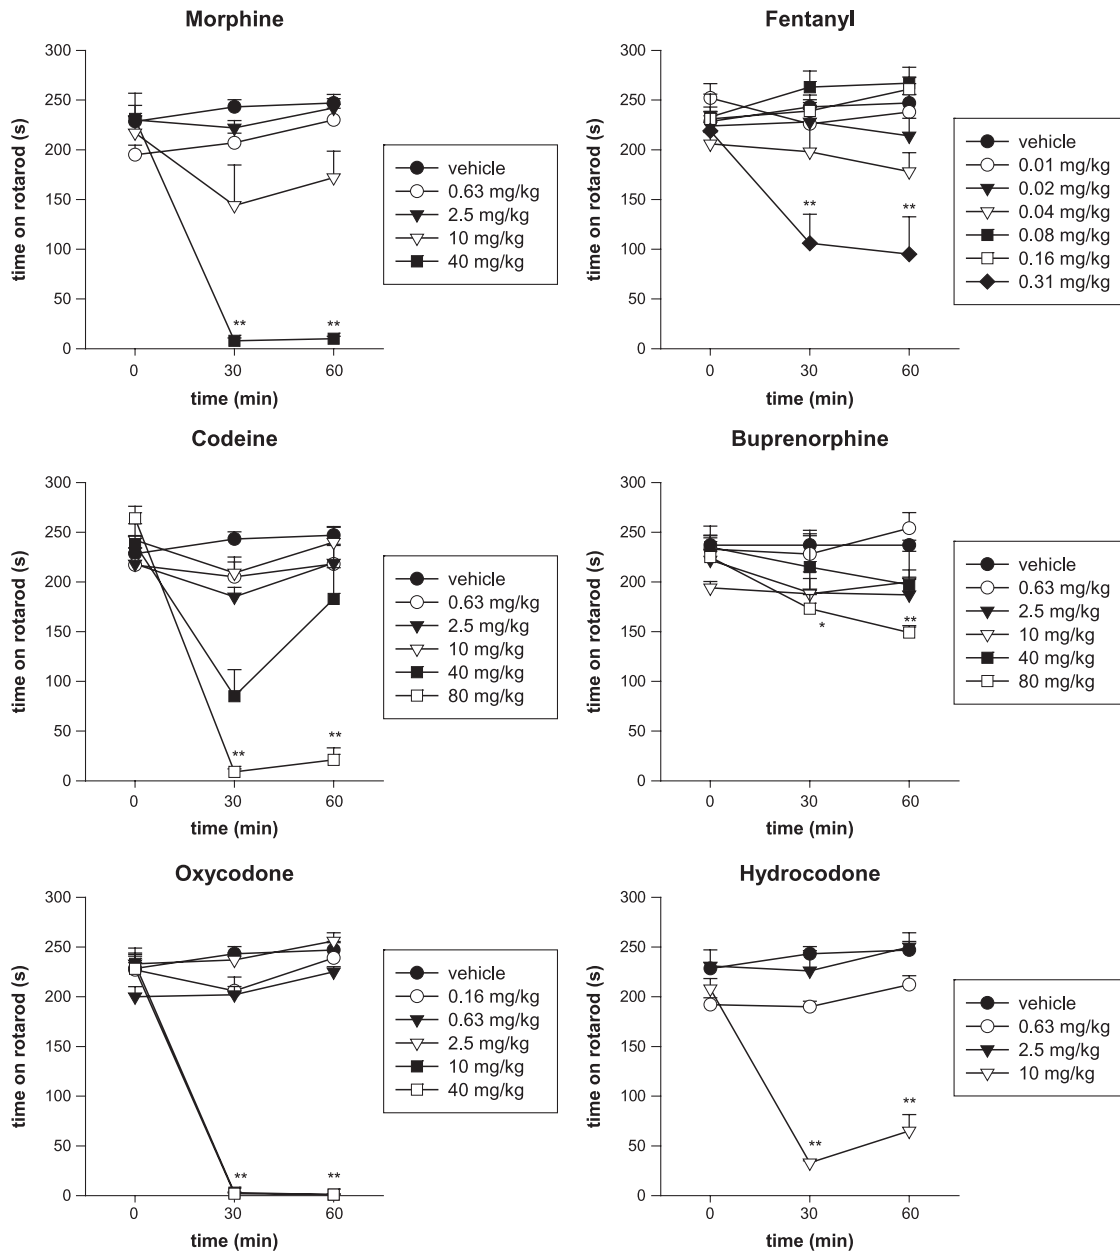 Morphine
300
250
200
150
100
50
0
time on rotarod (s)
0 30 60
time (min)
vehicle
0.63 mg/kg
2.5 mg/kg
10 mg/kg
40 mg/kg
** **
Fentanyl
300
250
200
150
100
50
0
time on rotarod (s)
0 30 60
time (min)
vehicle
0.01 mg/kg
0.02 mg/kg
0.04 mg/kg
0.08 mg/kg
0.16 mg/kg
0.31 mg/kg
** **
Codeine
300
250
200
150
100
50
0
time on rotarod (s)
0 30 60
time (min)
vehicle
0.63 mg/kg
2.5 mg/kg
10 mg/kg
40 mg/kg
80 mg/kg
** **
Buprenorphine
300
250
200
150
100
50
0
time on rotarod (s)
0 30 60
time (min)
vehicle
0.63 mg/kg
2.5 mg/kg
10 mg/kg
40 mg/kg
80 mg/kg
* **
Oxycodone
300
250
200
150
100
50
0
time on rotarod (s)
0 30 60
time (min)
vehicle
0.16 mg/kg
0.63 mg/kg
2.5 mg/kg
10 mg/kg
40 mg/kg
** **
Hydrocodone
300
250
200
150
100
50
0
time on rotarod (s)
0 30 60
time (min)
vehicle
0.63 mg/kg
2.5 mg/kg
10 mg/kg
** **